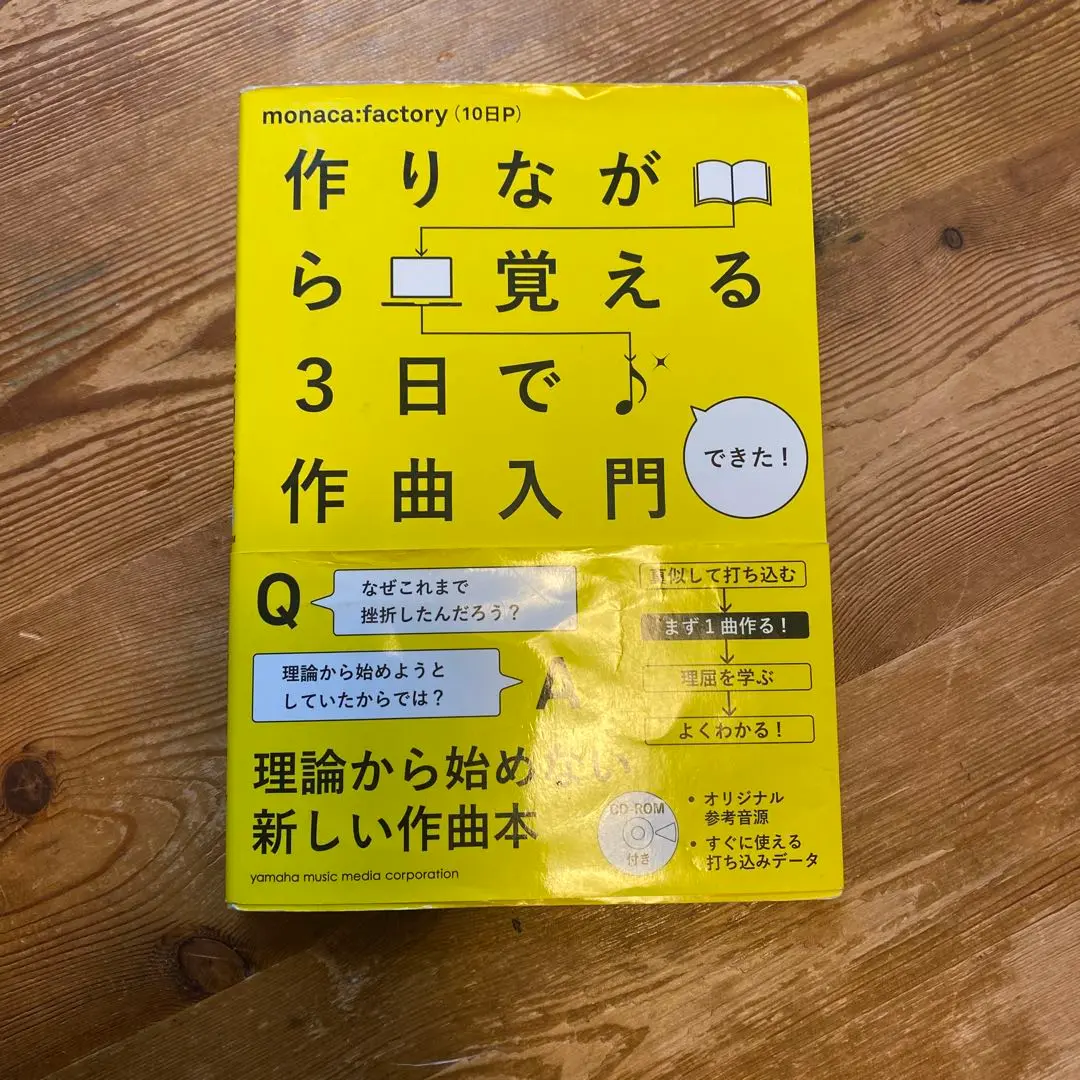 monaca:factory（10日P）
作りなが
ら覚える
3日で
作曲入門
できた！
Q
なぜこれまで
挫折したんだろう？
理論から始めようと
していたからでは？
A
真似して打ち込む
まず1曲作る！
理屈を学ぶ
よくわかる！
理論から始めない
新しい作曲本
CD-ROM
付き
• オリジナル
参考音源
• すぐに使える
打ち込みデータ
yamaha music media corporation